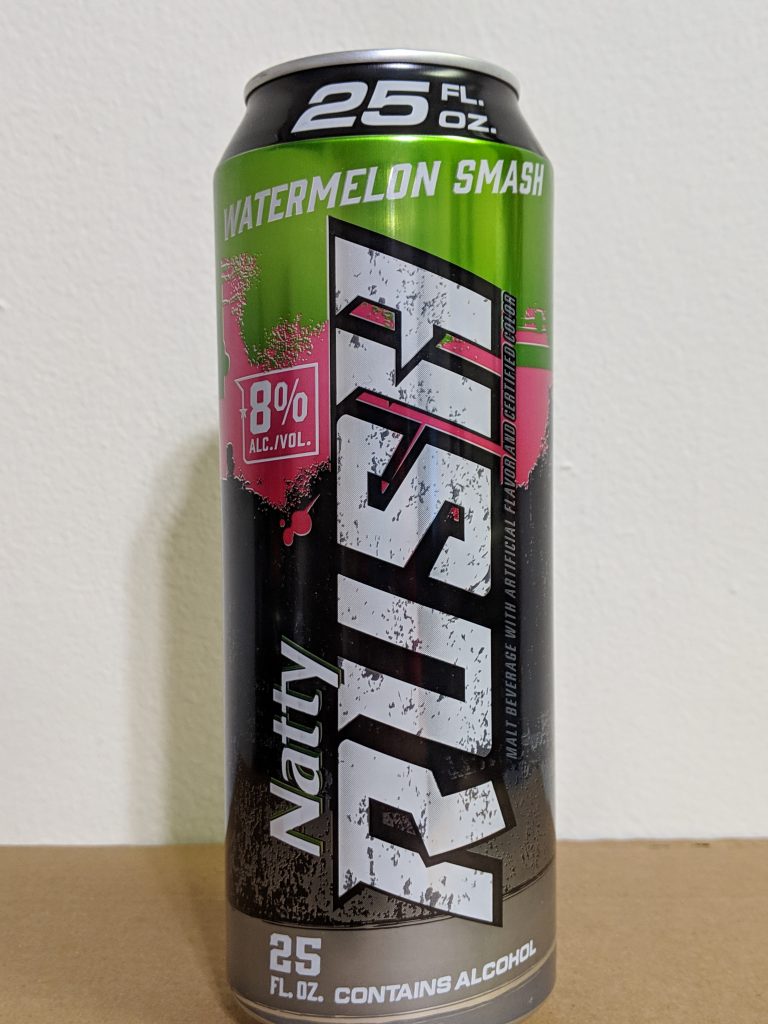 25 FL. OZ.
WATERMELON SMASH
8%
ALC./VOL.
Natty
RUSH
MALT BEVERAGE WITH ARTIFICIAL FLAVOR AND CERTIFIED COLOR
25
FL. OZ.
CONTAINS ALCOHOL